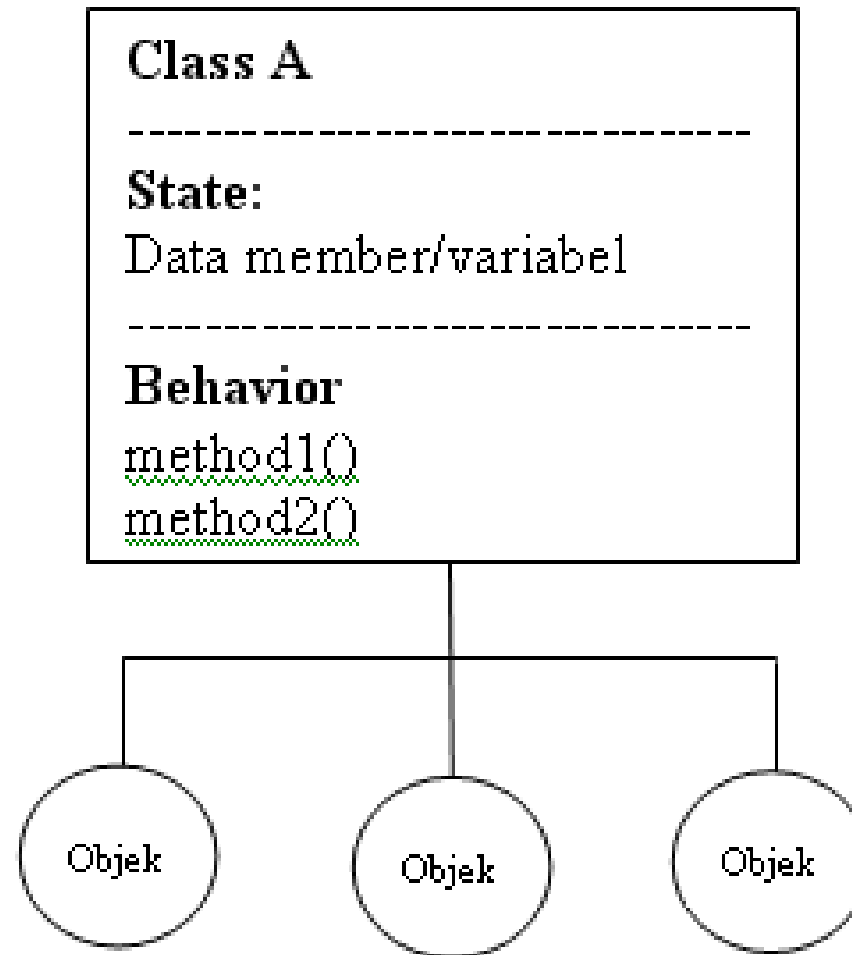 Class A
---------------------------------
State:
Data member/variabel
---------------------------------
Behavior
method1()
method2()
Objek
Objek
Objek